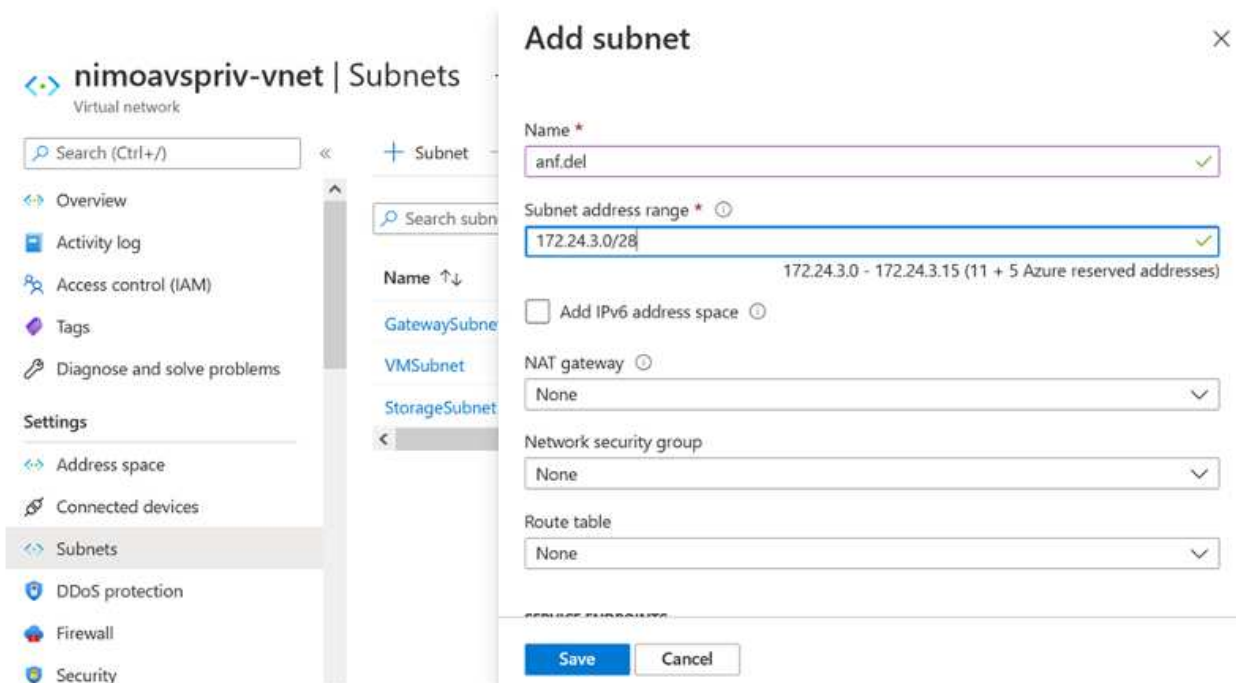 nimoavspriv-vnet | Subnets
Virtual network
Search (Ctrl+/)
«
Overview
Activity log
Access control (IAM)
Tags
Diagnose and solve problems
Settings
Address space
Connected devices
Subnets
DDoS protection
Firewall
Security
+ Subnet
Search subn
Name ↑↓
GatewaySubne
VMSubnet
StorageSubnet
Add subnet
Name *
anf.del
Subnet address range *
172.24.3.0/28
172.24.3.0 - 172.24.3.15 (11 + 5 Azure reserved addresses)
Add IPv6 address space
NAT gateway
None
Network security group
None
Route table
None
SERVICE ENDPOINTS
Save
Cancel